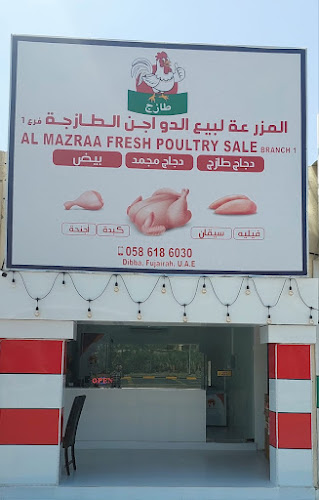 طازج
المزرعة لبيع الدواجن الطازجة فرع 1
AL MAZRAA FRESH POULTRY SALE BRANCH 1
دجاج طازج دجاج مجمد بيض
فيليه سيقان كبدة أجنحة
058 618 6030
Dibba, Fujairah, U.A.E
OPEN